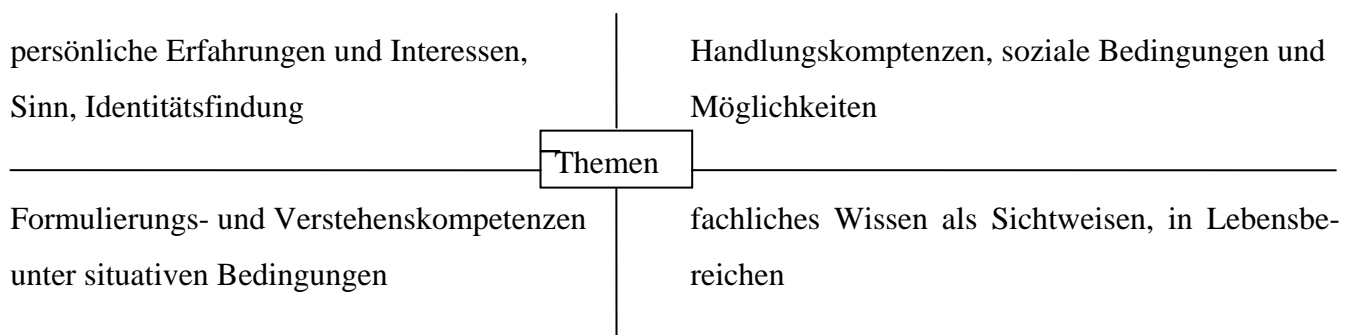 persönliche Erfahrungen und Interessen,
Sinn, Identitätsfindung
Handlungskomptenzen, soziale Bedingungen und
Möglichkeiten
Themen
Formulierungs- und Verstehenskompetenzen
unter situativen Bedingungen
fachliches Wissen als Sichtweisen, in Lebensbe-
reichen